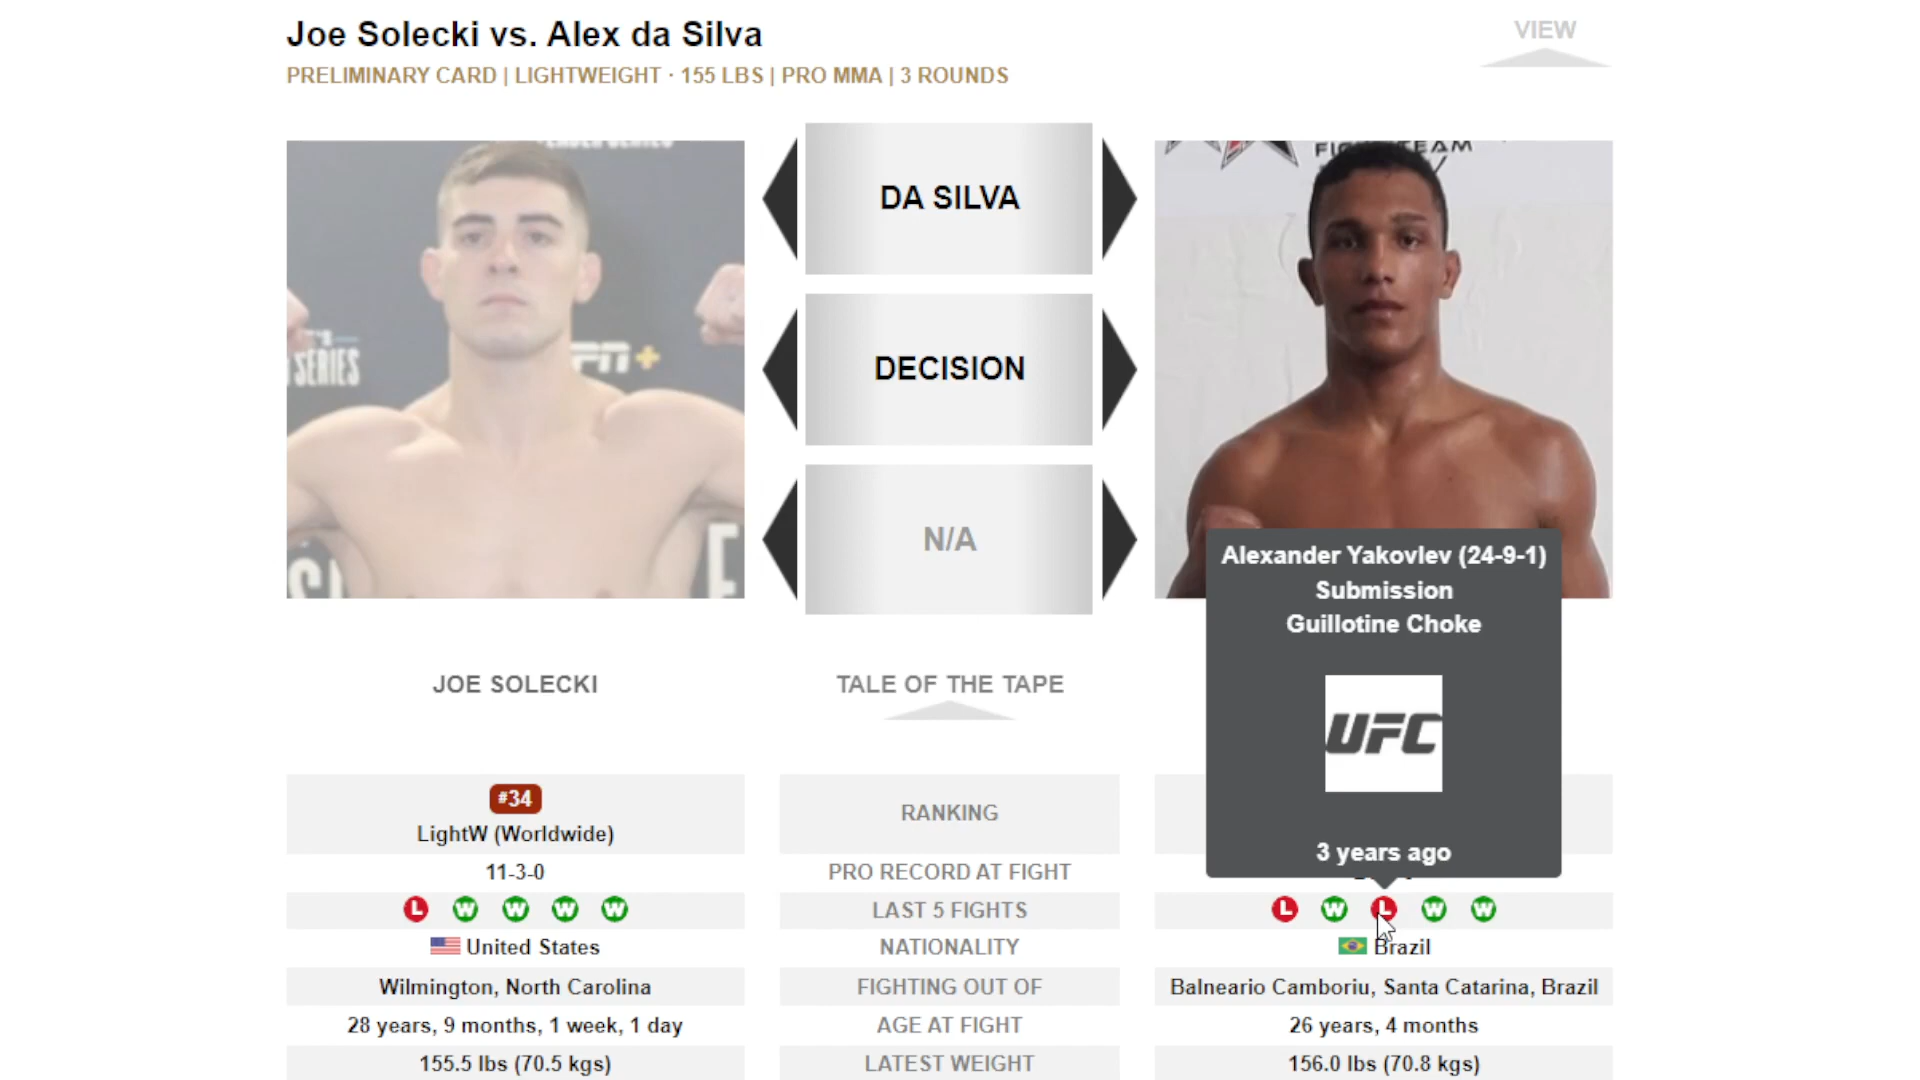 Joe Solecki vs. Alex da Silva
VIEW
PRELIMINARY CARD | LIGHTWEIGHT · 155 LBS | PRO MMA | 3 ROUNDS
DA SILVA
DECISION
N/A
SERIES
ESPN+
TEAM
Alexander Yakovlev (24-9-1)
Submission
Guillotine Choke
UFC
3 years ago
JOE SOLECKI
TALE OF THE TAPE
#34
LightW (Worldwide)
RANKING
11-3-0
PRO RECORD AT FIGHT
L W W W W
LAST 5 FIGHTS
L W L W W
United States
NATIONALITY
Brazil
Wilmington, North Carolina
FIGHTING OUT OF
Balneario Camboriu, Santa Catarina, Brazil
28 years, 9 months, 1 week, 1 day
AGE AT FIGHT
26 years, 4 months
155.5 lbs (70.5 kgs)
LATEST WEIGHT
156.0 lbs (70.8 kgs)